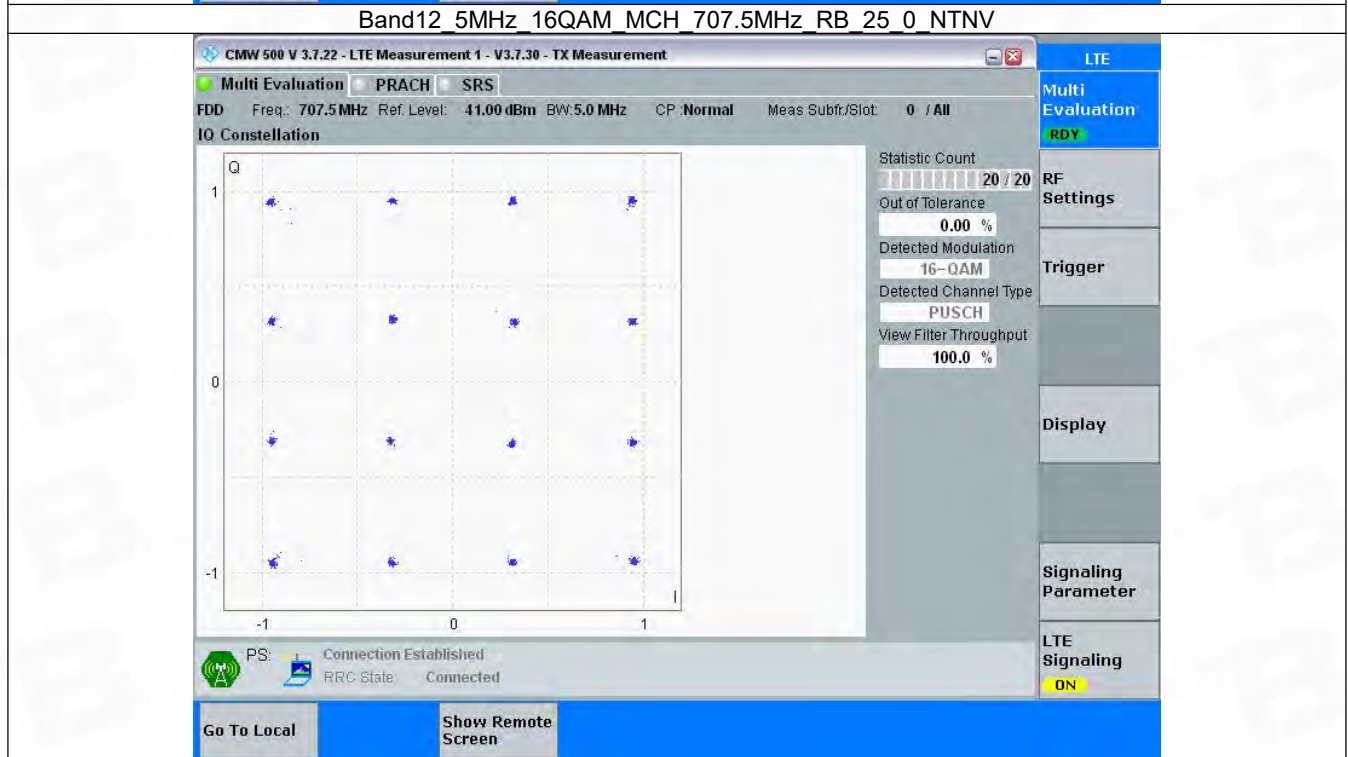 Band12_5MHz_16QAM_MCH_707.5MHz_RB_25_0_NTNV
CMW 500 V 3.7.22 - LTE Measurement 1 - V3.7.30 - TX Measurement
LTE
Multi Evaluation PRACH SRS
Multi
Evaluation
RDY
FDD Freq.: 707.5 MHz Ref. Level: 41.00 dBm BW: 5.0 MHz CP :Normal Meas Subfr./Slot: 0 / All
IQ Constellation
Q
1
0
-1
-1 0 1
I
Statistic Count
20 / 20
Out of Tolerance
0.00 %
Detected Modulation
16-QAM
Detected Channel Type
PUSCH
View Filter Throughput
100.0 %
RF
Settings
Trigger
Display
Signaling
Parameter
LTE
Signaling
ON
PS: Connection Established
RRC State: Connected
Go To Local
Show Remote
Screen